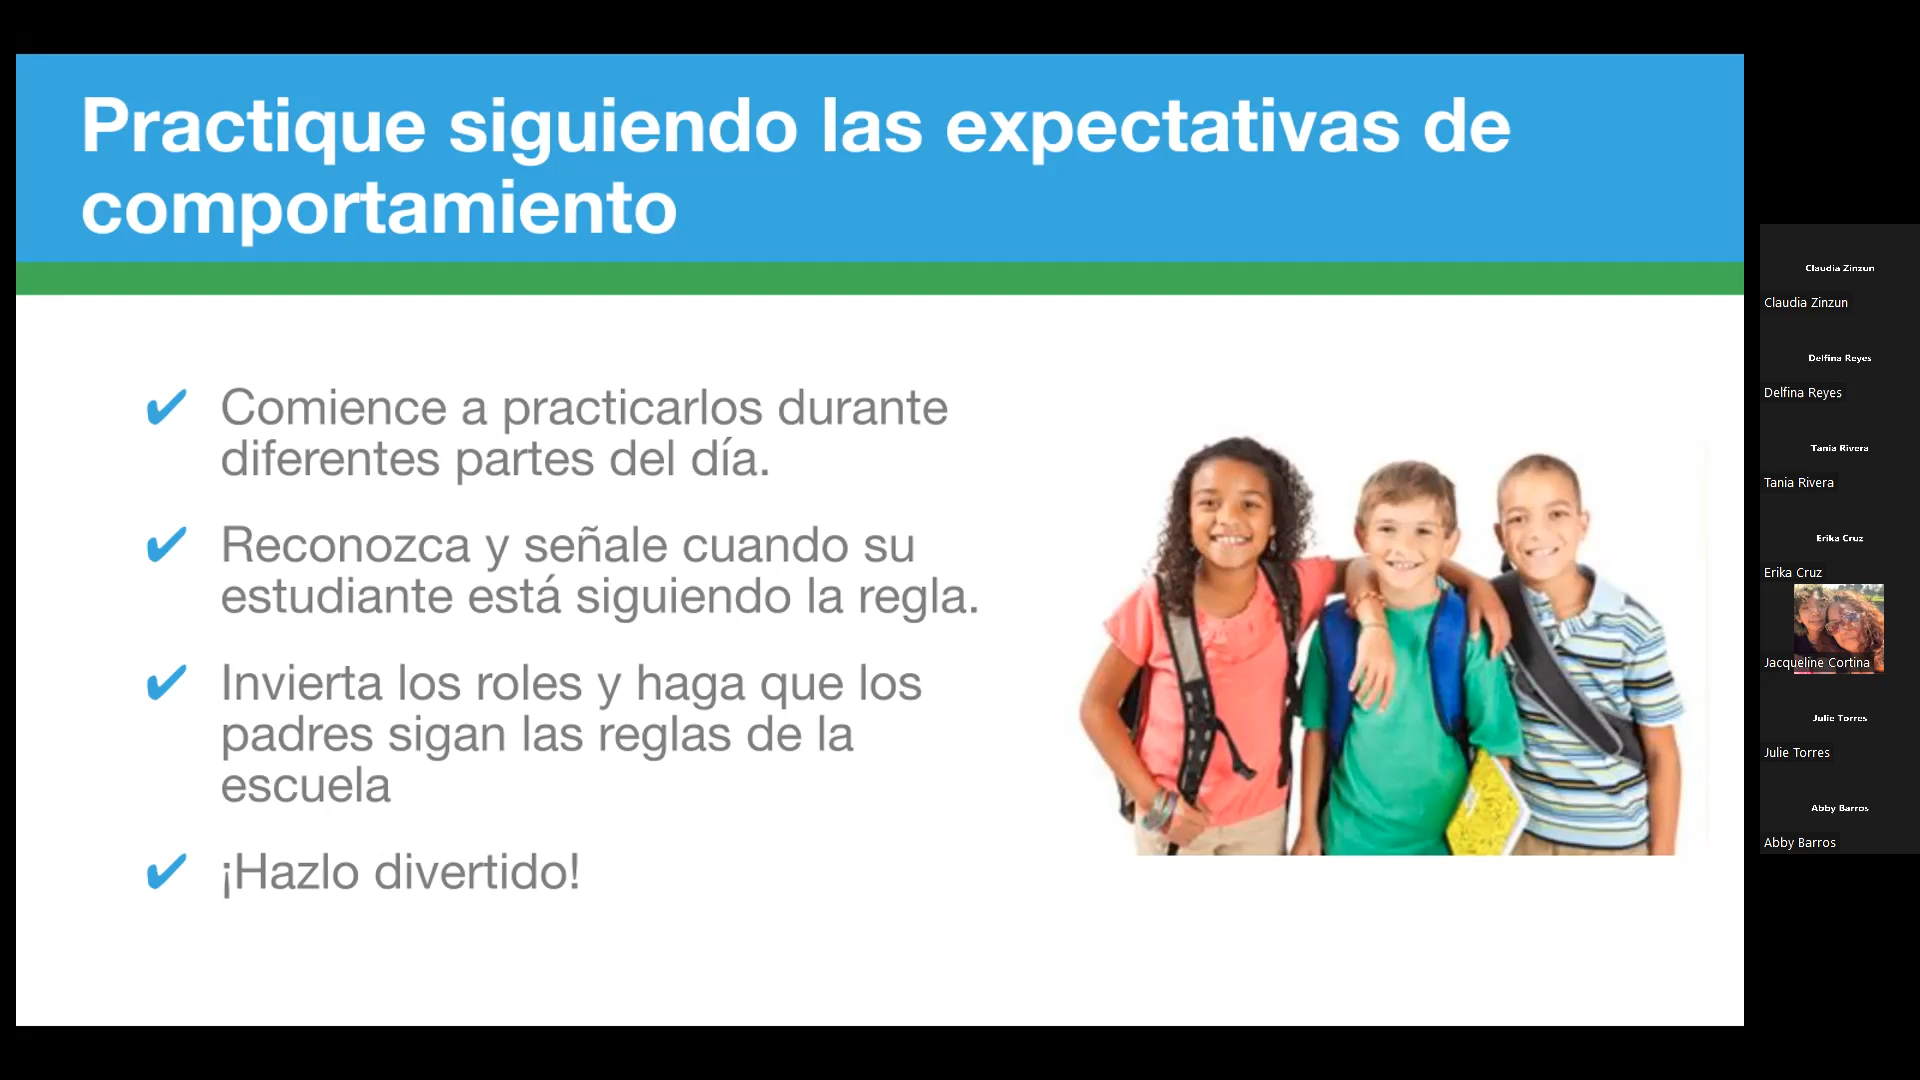 Practique siguiendo las expectativas de
comportamiento
✔ Comience a practicarlos durante
diferentes partes del día.
✔ Reconozca y señale cuando su
estudiante está siguiendo la regla.
✔ Invierta los roles y haga que los
padres sigan las reglas de la
escuela
✔ ¡Hazlo divertido!
Claudia Zinzun
Claudia Zinzun
Delfina Reyes
Delfina Reyes
Tania Rivera
Tania Rivera
Erika Cruz
Erika Cruz
Jacqueline Cortina
Julie Torres
Julie Torres
Abby Barros
Abby Barros